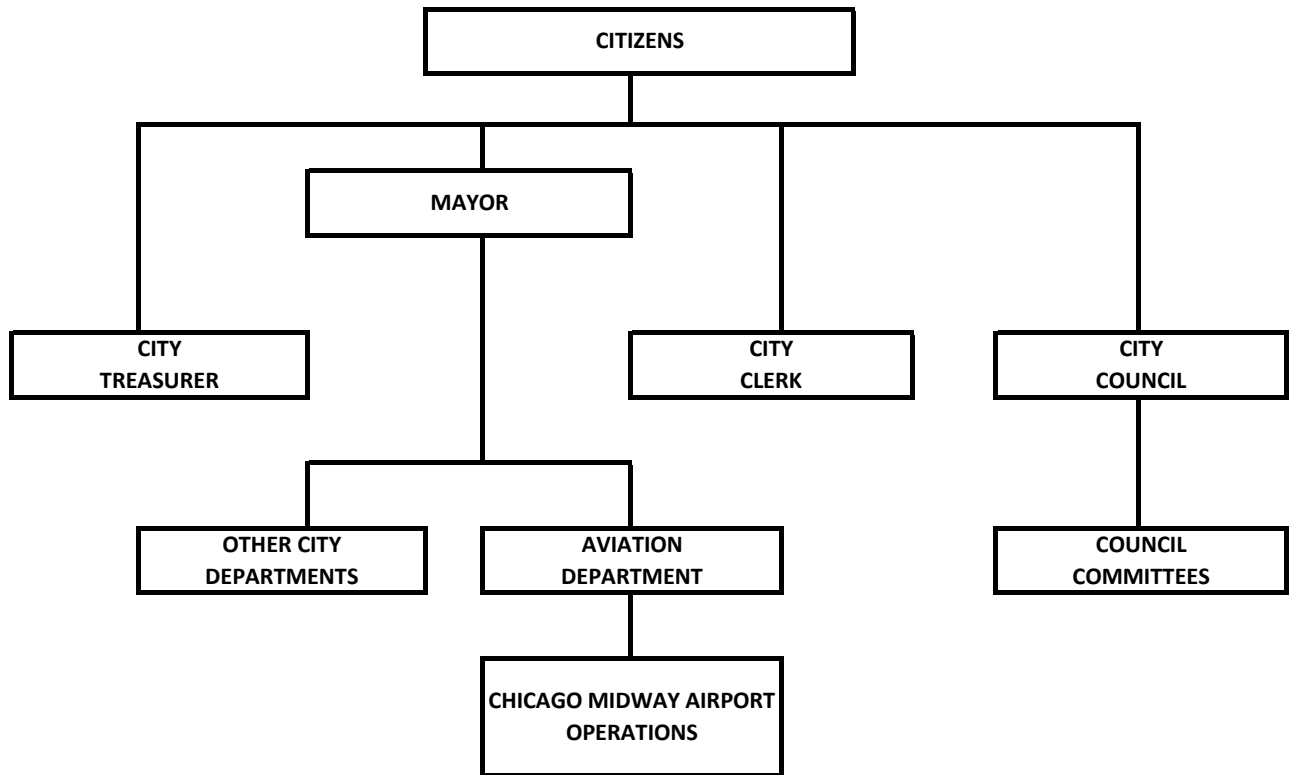 CITIZENS
MAYOR
CITY
TREASURER
CITY
CLERK
CITY
COUNCIL
OTHER CITY
DEPARTMENTS
AVIATION
DEPARTMENT
COUNCIL
COMMITTEES
CHICAGO MIDWAY AIRPORT
OPERATIONS